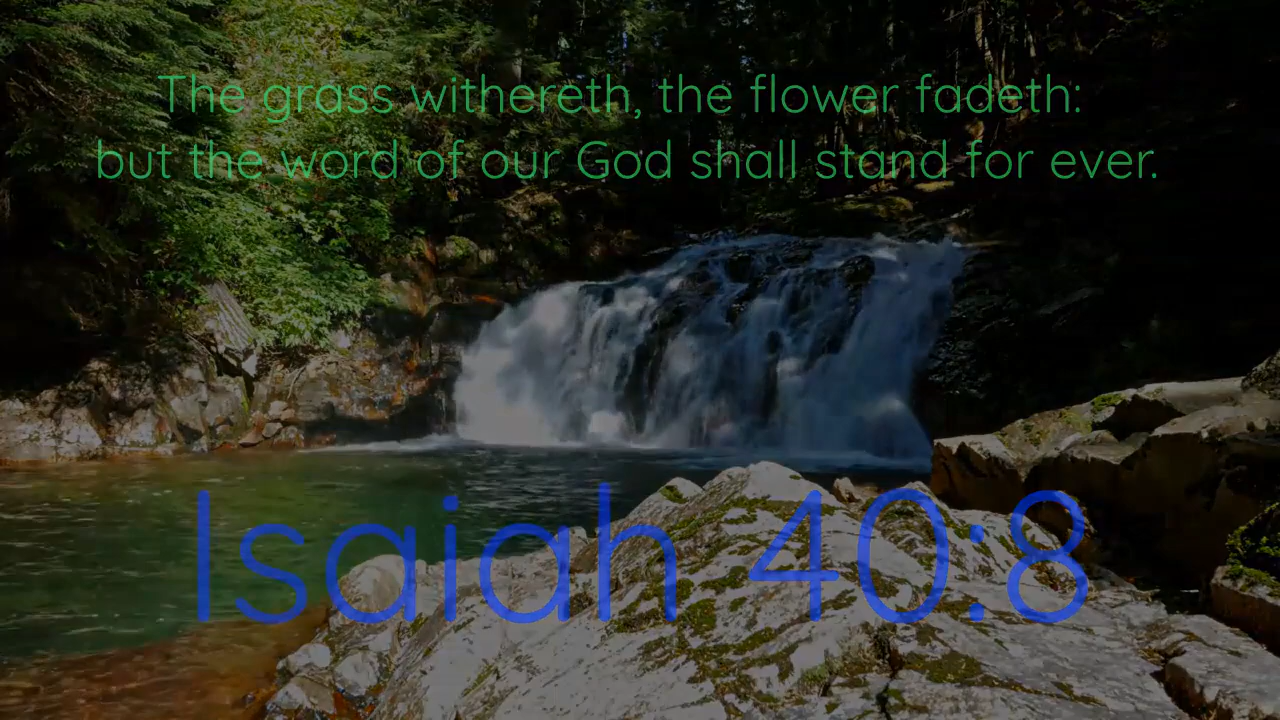 The grass withereth, the flower fadeth:
but the word of our God shall stand for ever.
Isaiah 40:8